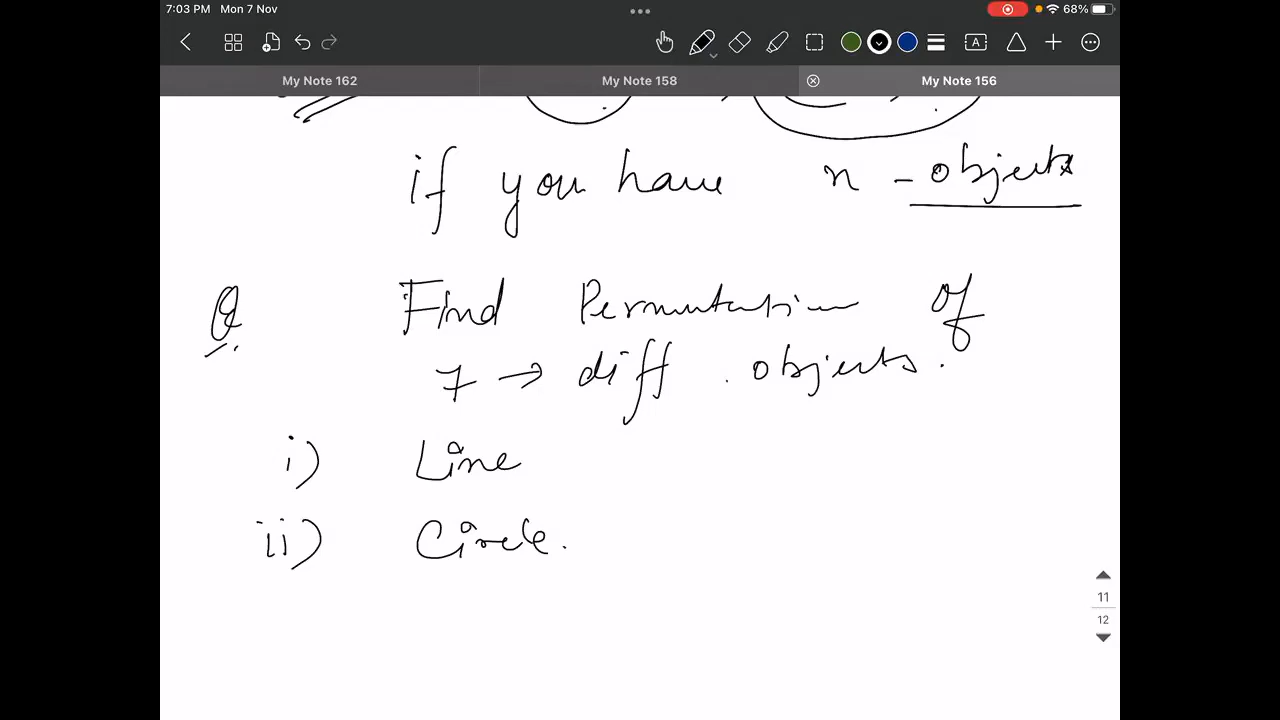 7:03 PM Mon 7 Nov
68%
My Note 162 My Note 158 My Note 156
if you have n - objects
Q. Find Permutation of
7 → diff. objects.
i) Line
ii) Circle.
11
12